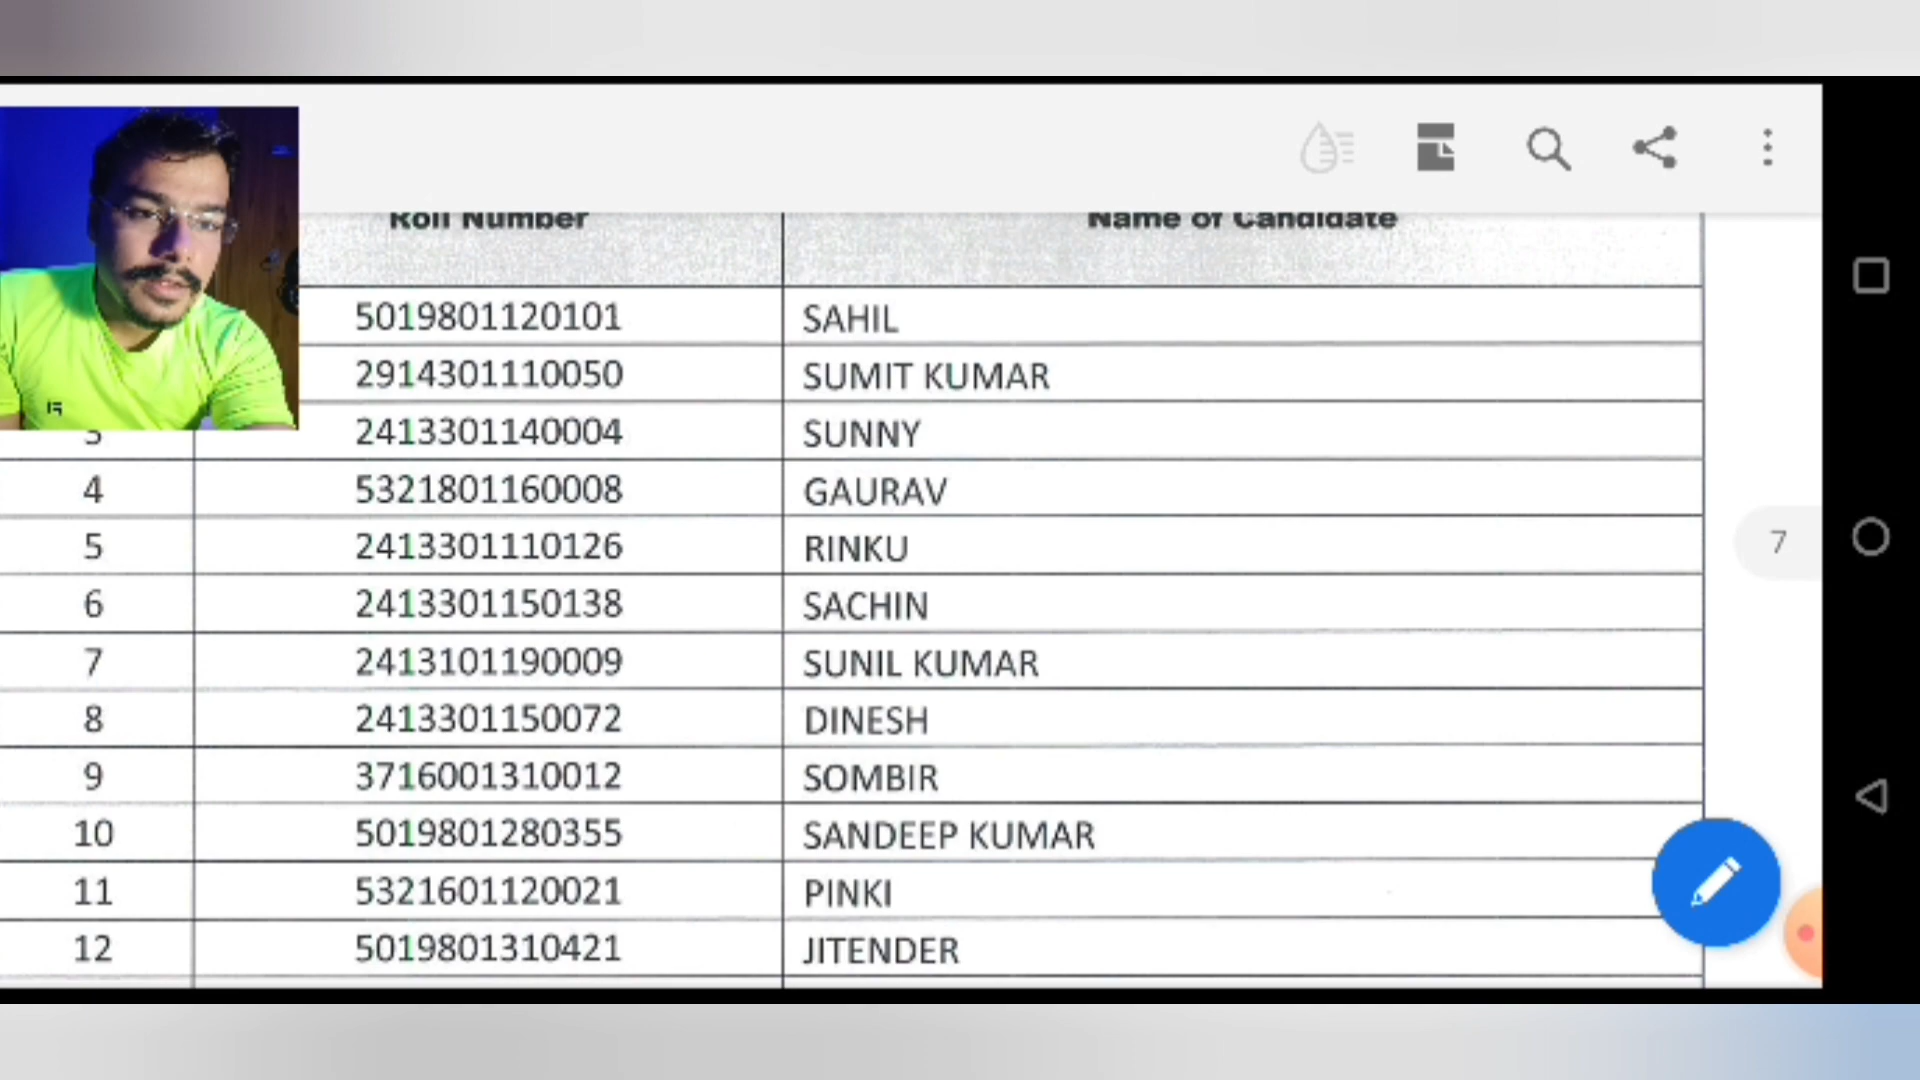 Roll Number Name of Candidate
5019801120101 SAHIL
2914301110050 SUMIT KUMAR
3 2413301140004 SUNNY
4 5321801160008 GAURAV
5 2413301110126 RINKU
6 2413301150138 SACHIN
7 2413101190009 SUNIL KUMAR
8 2413301150072 DINESH
9 3716001310012 SOMBIR
10 5019801280355 SANDEEP KUMAR
11 5321601120021 PINKI
12 5019801310421 JITENDER
7